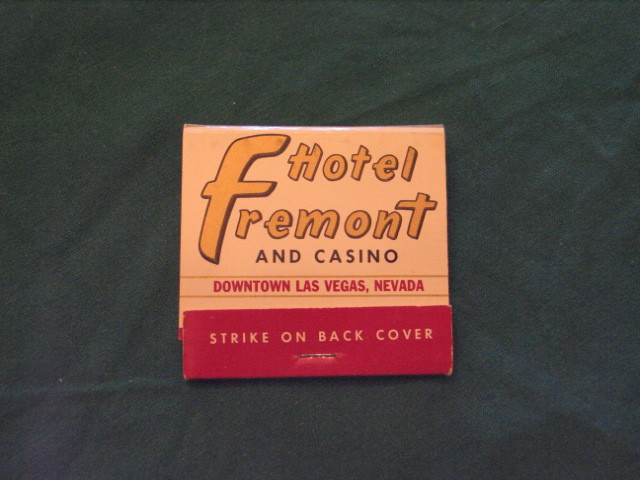 Hotel
Fremont
AND CASINO
DOWNTOWN LAS VEGAS, NEVADA
STRIKE ON BACK COVER